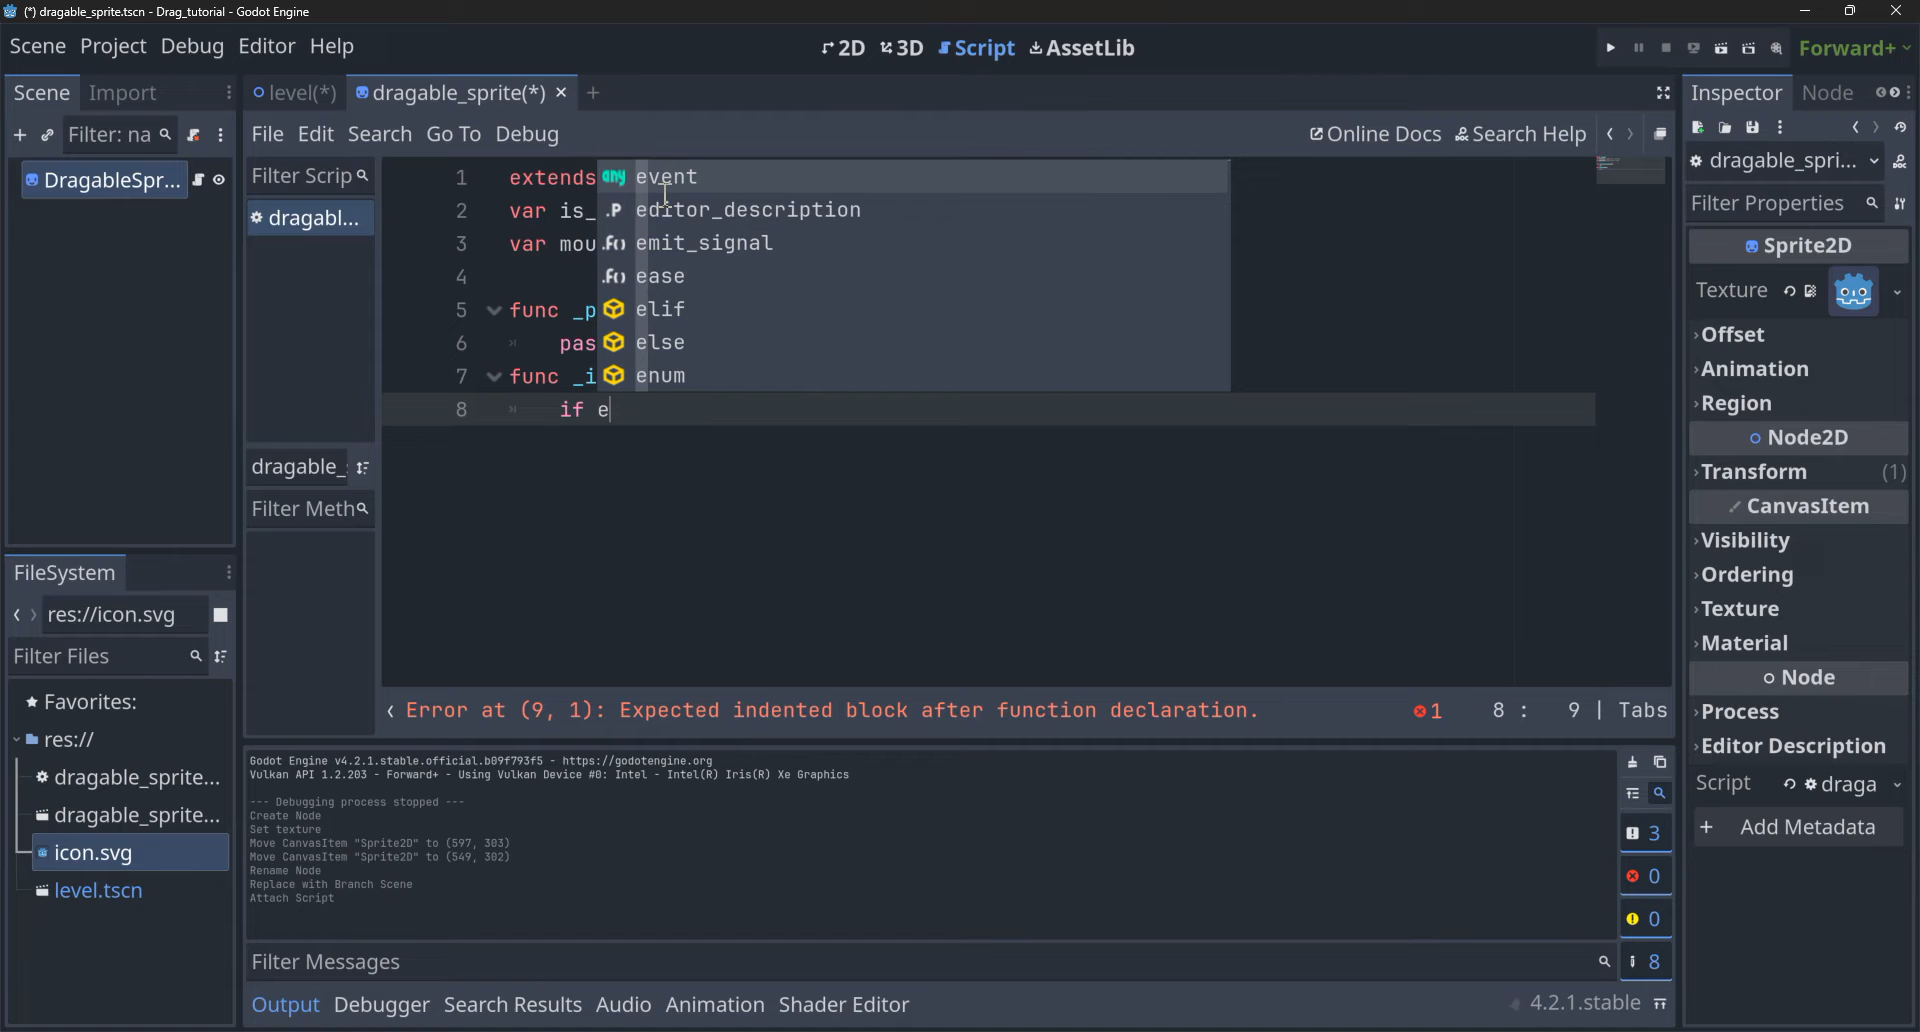 (*) dragable_sprite.tscn - Drag_tutorial - Godot Engine
Scene Project Debug Editor Help
2D 3D Script AssetLib
Forward+
Scene Import
level(*) dragable_sprite(*)
Inspector Node
Filter: na
File Edit Search Go To Debug
Online Docs Search Help
DragableSpr...
Filter Scrip
dragabl...
dragable_
Filter Meth
1 extends
2 var is_
3 var mou
4
5 func _p
6 pas
7 func _i
8 if e
any event
.P editor_description
.f() emit_signal
.f() ease
elif
else
enum
Error at (9, 1): Expected indented block after function declaration.
1 8 : 9 | Tabs
dragable_spri...
Filter Properties
Sprite2D
Texture
Offset
Animation
Region
Node2D
Transform (1)
CanvasItem
Visibility
Ordering
Texture
Material
Node
Process
Editor Description
Script draga
+ Add Metadata
FileSystem
res://icon.svg
Filter Files
Favorites:
res://
dragable_sprite...
dragable_sprite...
icon.svg
level.tscn
Godot Engine v4.2.1.stable.official.b09f793f5 - https://godotengine.org
Vulkan API 1.2.203 - Forward+ - Using Vulkan Device #0: Intel - Intel(R) Iris(R) Xe Graphics
--- Debugging process stopped ---
Create Node
Set texture
Move CanvasItem "Sprite2D" to (597, 303)
Move CanvasItem "Sprite2D" to (549, 302)
Rename Node
Replace with Branch Scene
Attach Script
3
0
0
8
Filter Messages
Output Debugger Search Results Audio Animation Shader Editor
4.2.1.stable